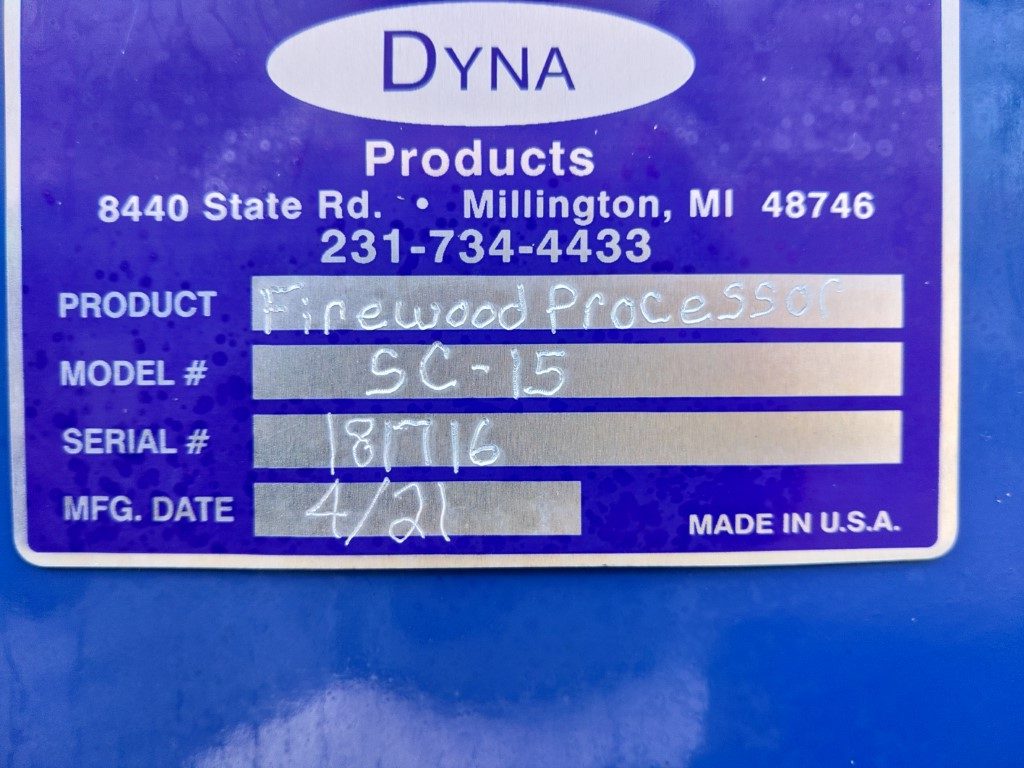 DYNA
Products
8440 State Rd. • Millington, MI 48746
231-734-4433
PRODUCT Firewood Processor
MODEL # SC-15
SERIAL # 181716
MFG. DATE 4/21
MADE IN U.S.A.